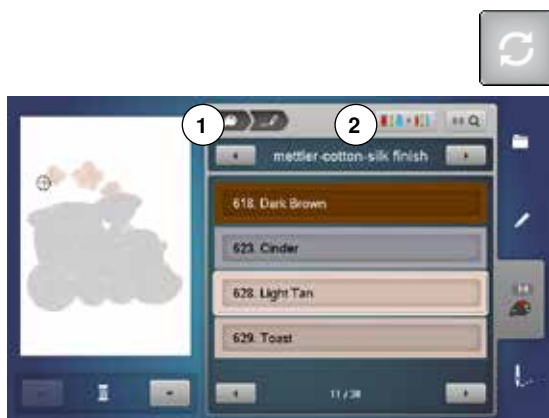 1
2
mettler-cotton-silk finish
618. Dark Brown
623. Cinder
628. Light Tan
629. Toast
11 / 38